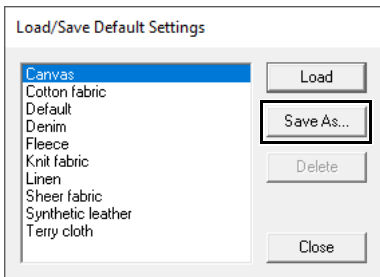 Load/Save Default Settings
Canvas
Cotton fabric
Default
Denim
Fleece
Knit fabric
Linen
Sheer fabric
Synthetic leather
Terry cloth
Load
Save As...
Delete
Close